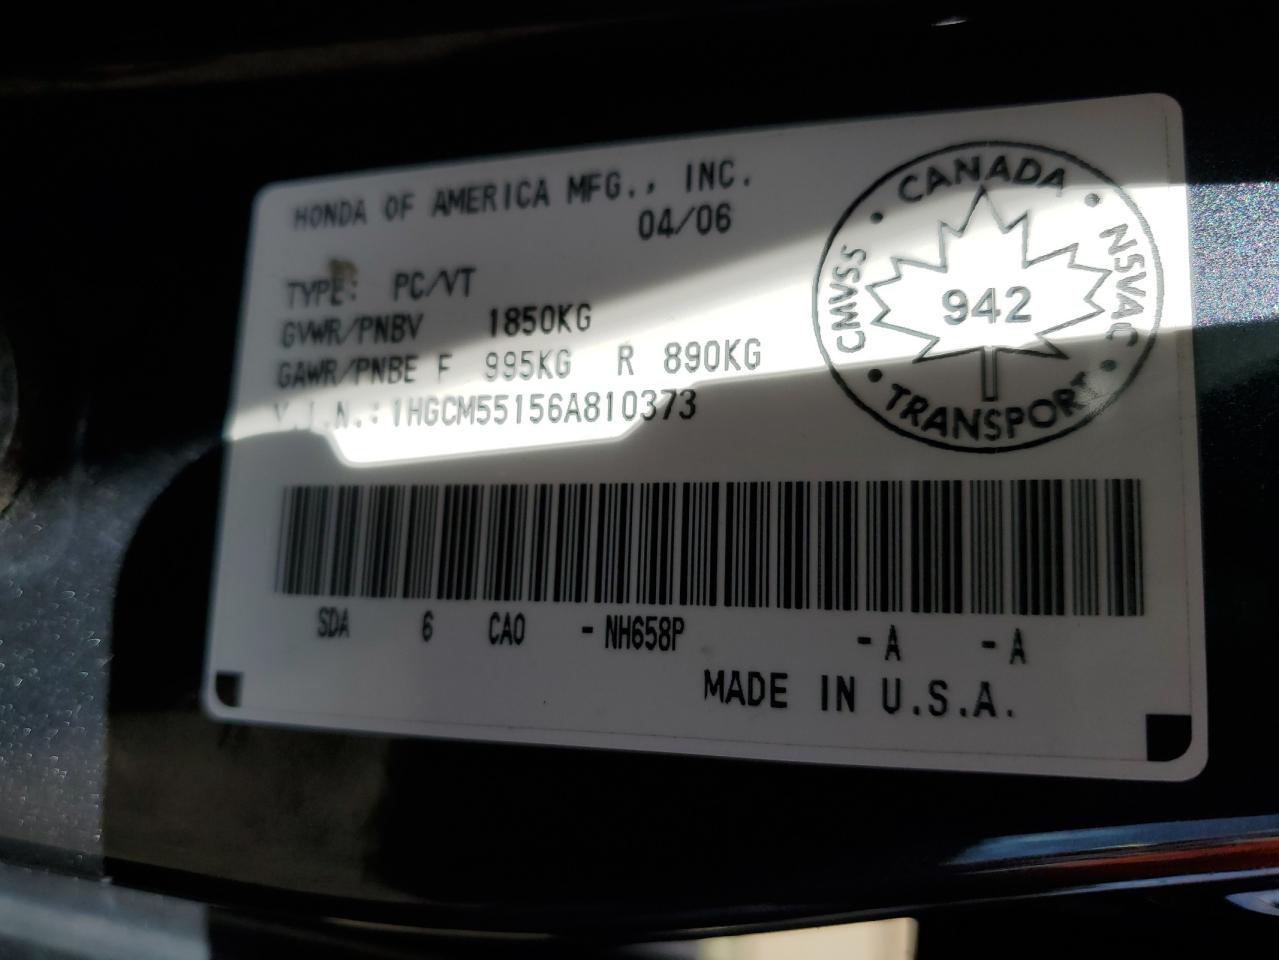 HONDA OF AMERICA MFG., INC.
04/06
TYPE: PC/VT
GVWR/PNBV 1850KG
GAWR/PNBE F 995KG R 890KG
V.I.N.: 1HGCM55156A810373
CANADA
CMVSS
NSVAC
942
TRANSPORT
SDA 6 CAO -NH658P -A -A
MADE IN U.S.A.